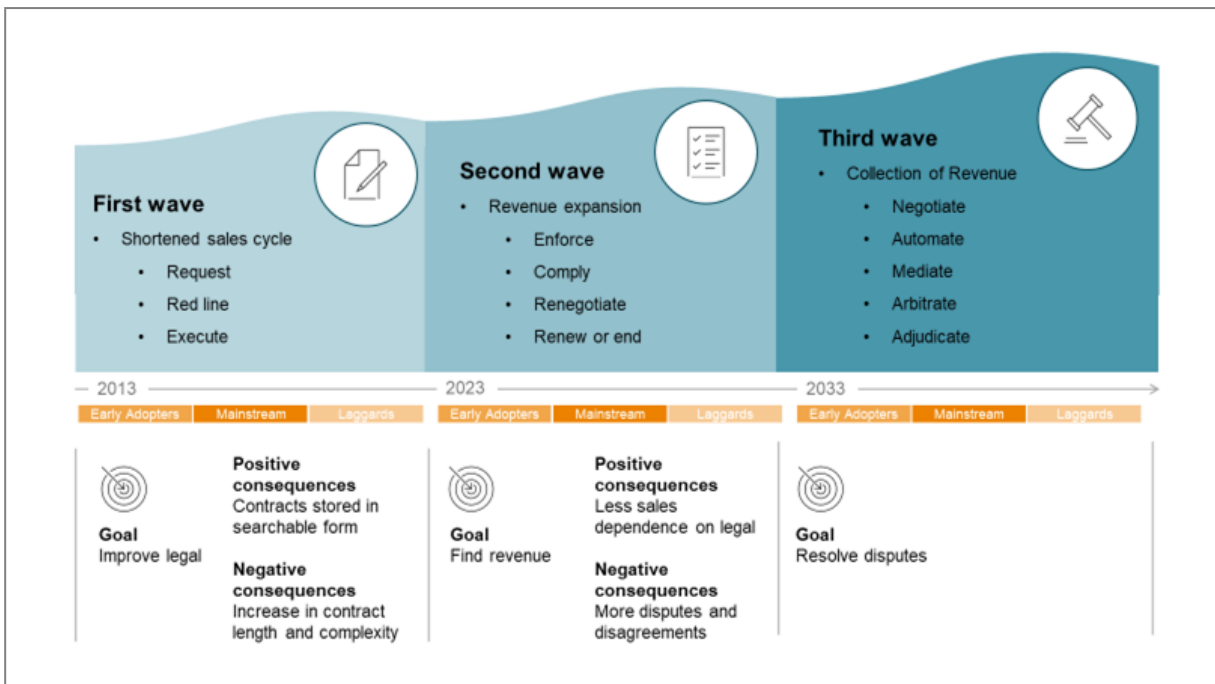 First wave
• Shortened sales cycle
• Request
• Red line
• Execute
Second wave
• Revenue expansion
• Enforce
• Comply
• Renegotiate
• Renew or end
Third wave
• Collection of Revenue
• Negotiate
• Automate
• Mediate
• Arbitrate
• Adjudicate
2013
2023
2033
Early Adopters
Mainstream
Laggards
Early Adopters
Mainstream
Laggards
Early Adopters
Mainstream
Laggards
Goal
Improve legal
Positive
consequences
Contracts stored in
searchable form
Negative
consequences
Increase in contract
length and complexity
Goal
Find revenue
Positive
consequences
Less sales
dependence on legal
Negative
consequences
More disputes and
disagreements
Goal
Resolve disputes